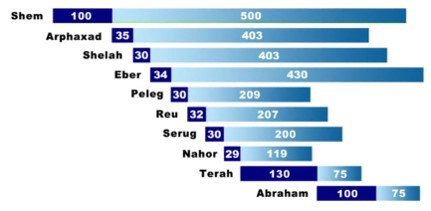 Shem 100 500
Arphaxad 35 403
Shelah 30 403
Eber 34 430
Peleg 30 209
Reu 32 207
Serug 30 200
Nahor 29 119
Terah 130 75
Abraham 100 75